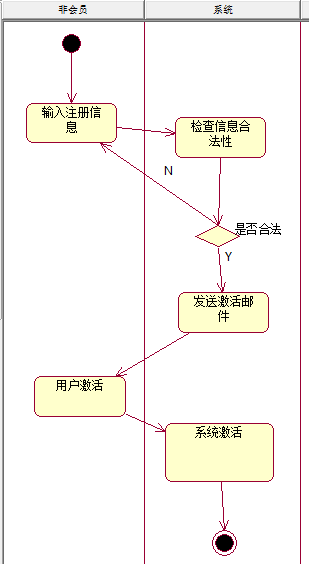 非会员
系统
输入注册信
息
检查信息合
法性
N
是否合法
Y
发送激活邮
件
用户激活
系统激活